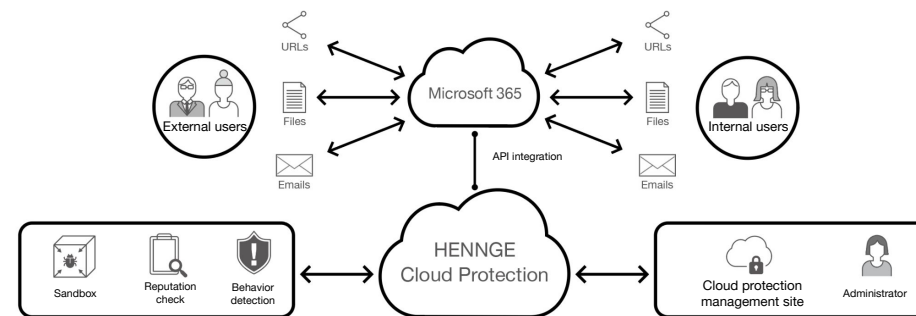 URLs
URLs
Microsoft 365
External users
Files
Files
Internal users
API integration
Emails
Emails
HENNGE
Cloud Protection
Sandbox
Reputation
check
Behavior
detection
Cloud protection
management site
Administrator